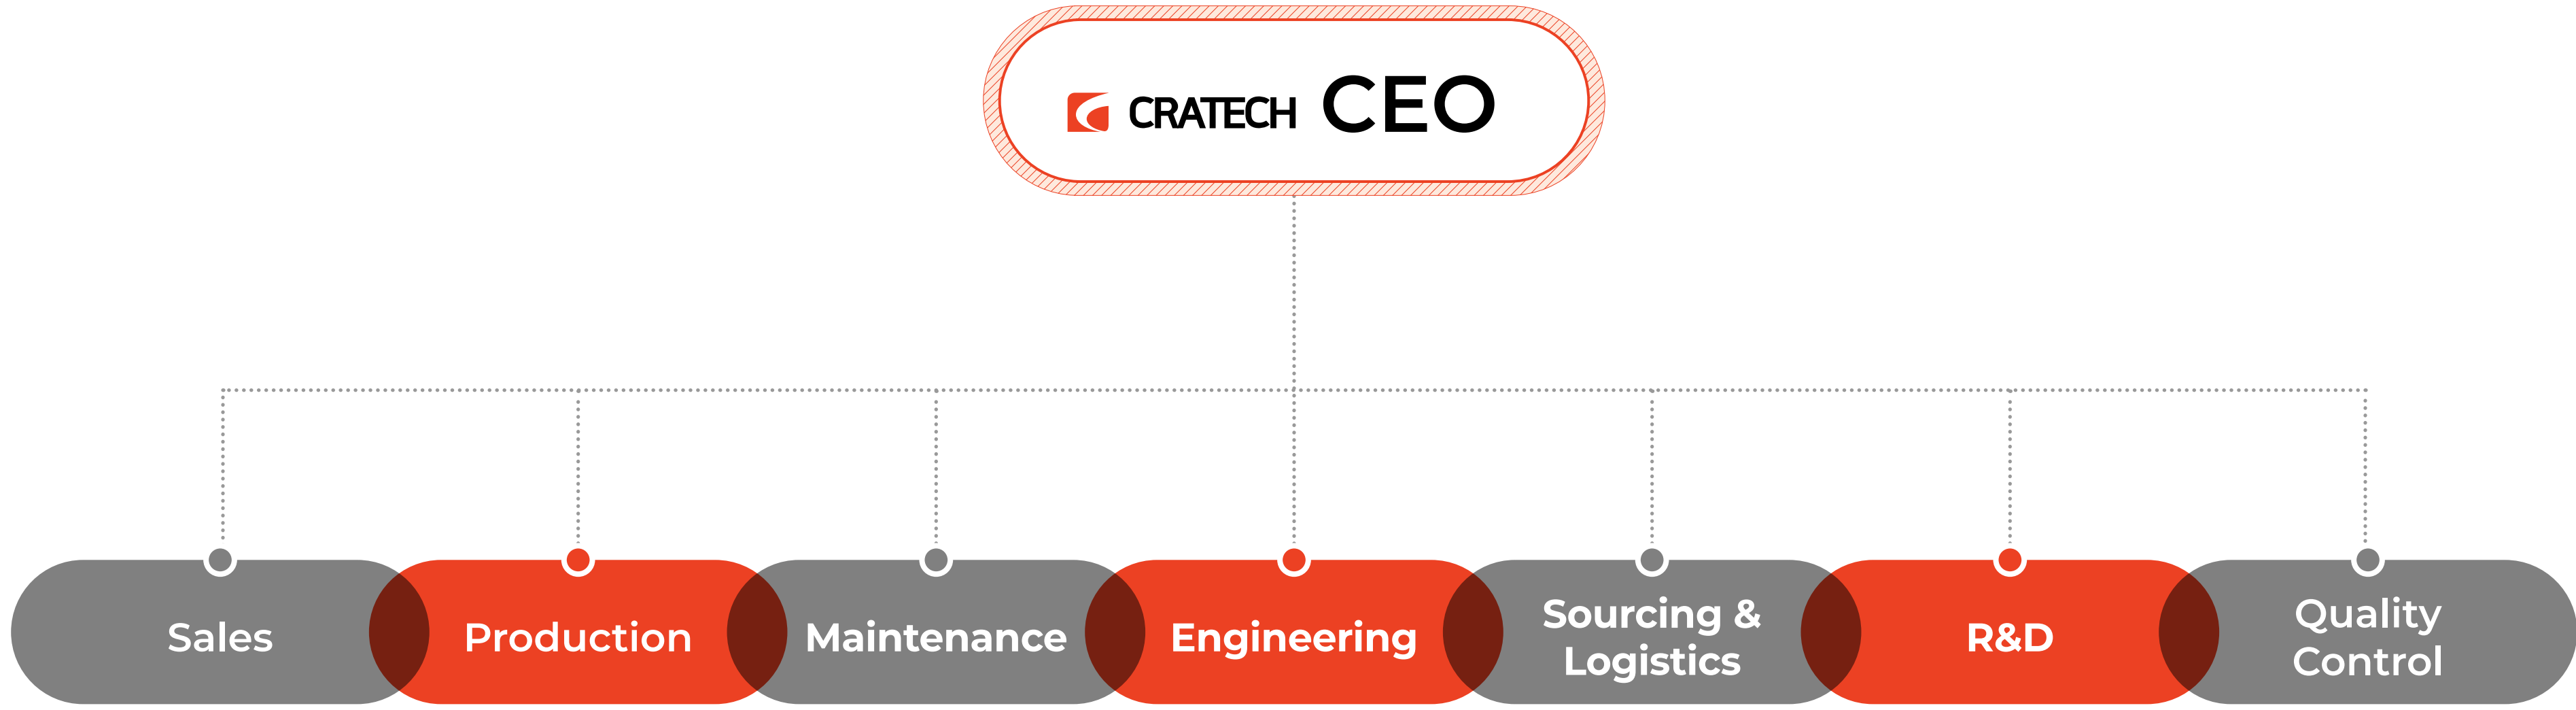 CRATECH CEO
Sales
Production
Maintenance
Engineering
Sourcing &
Logistics
R&D
Quality
Control